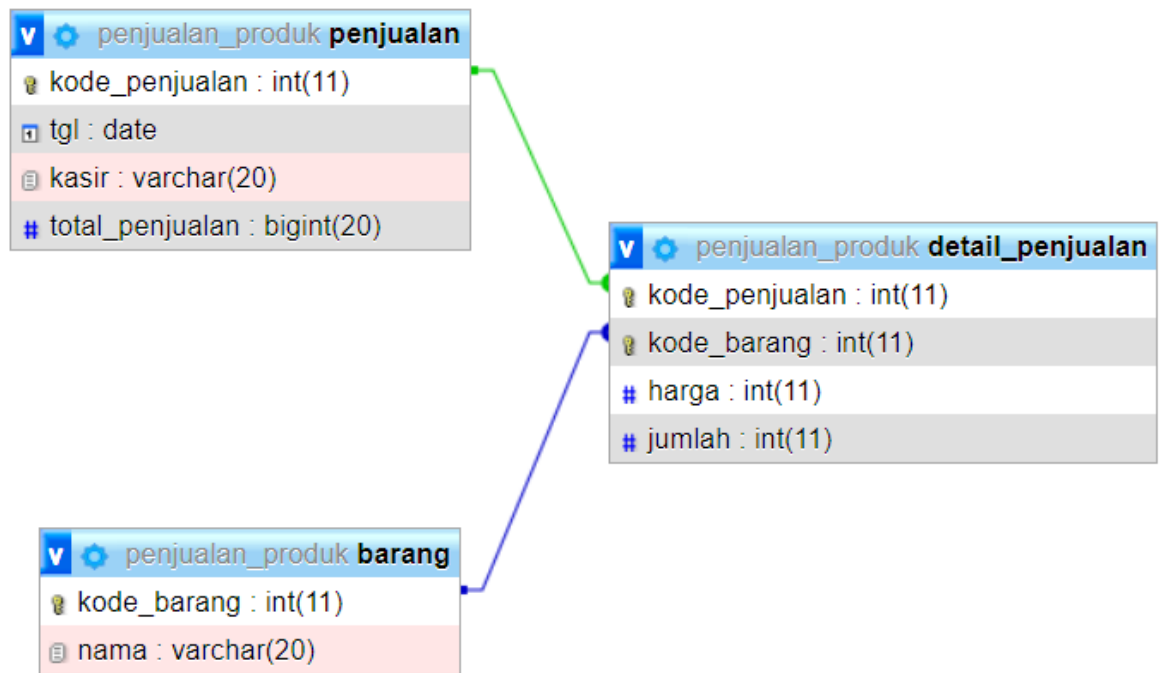 penjualan_produk penjualan
kode_penjualan : int(11)
tgl : date
kasir : varchar(20)
total_penjualan : bigint(20)
penjualan_produk detail_penjualan
kode_penjualan : int(11)
kode_barang : int(11)
harga : int(11)
jumlah : int(11)
penjualan_produk barang
kode_barang : int(11)
nama : varchar(20)